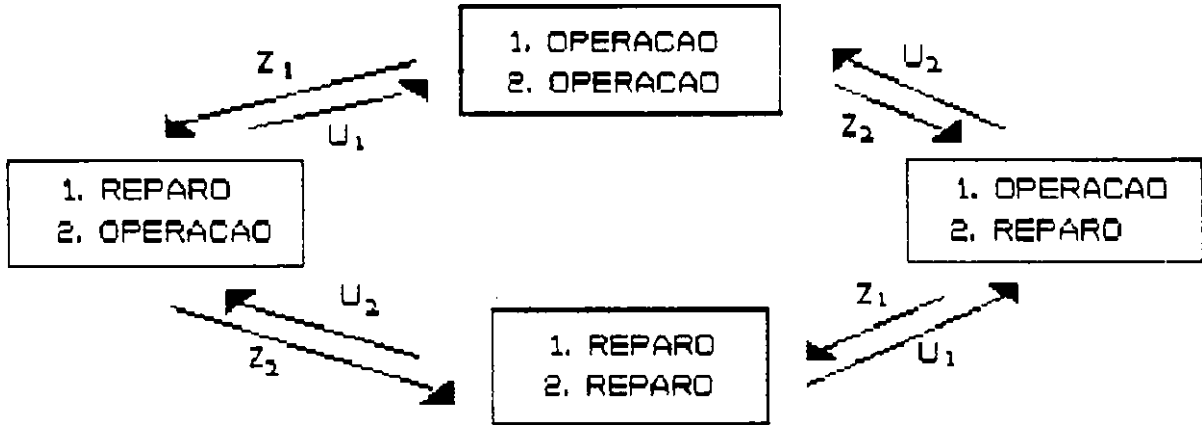 1. OPERACAO
2. OPERACAO
Z1
U1
U2
Z2
1. REPARO
2. OPERACAO
1. OPERACAO
2. REPARO
U2
Z2
Z1
U1
1. REPARO
2. REPARO